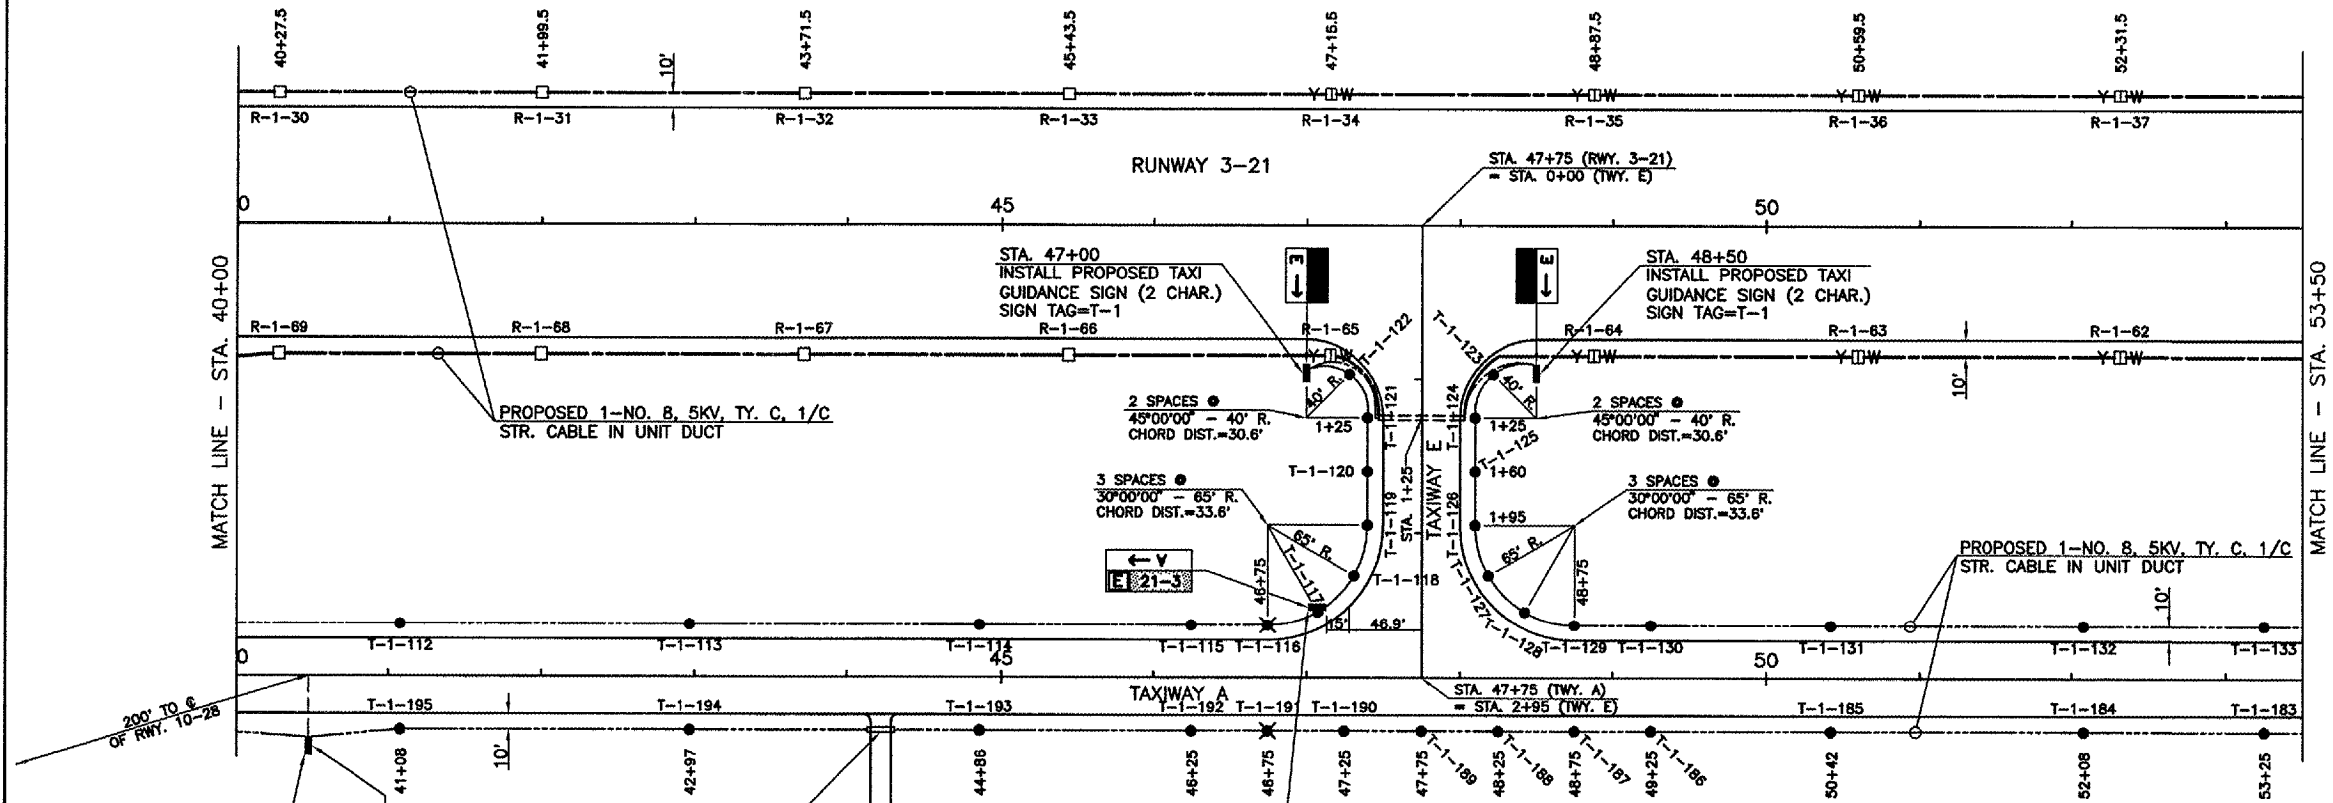 40+27.5
41+99.5
43+71.5
45+43.5
47+15.5
48+87.5
50+59.5
52+31.5
10'
Y W
Y W
Y W
Y W
R-1-30
R-1-31
R-1-32
R-1-33
R-1-34
R-1-35
R-1-36
R-1-37
RUNWAY 3-21
STA. 47+75 (RWY. 3-21)
= STA. 0+00 (TWY. E)
0
45
50
MATCH LINE - STA. 40+00
MATCH LINE - STA. 53+50
STA. 47+00
INSTALL PROPOSED TAXI
GUIDANCE SIGN (2 CHAR.)
SIGN TAG=T-1
E ←
E →
STA. 48+50
INSTALL PROPOSED TAXI
GUIDANCE SIGN (2 CHAR.)
SIGN TAG=T-1
R-1-69
R-1-68
R-1-67
R-1-66
R-1-65
T-1-122
T-1-123
R-1-64
R-1-63
R-1-62
Y W
Y W
Y W
Y W
10'
40' R.
40' R.
T-1-121
T-1-124
PROPOSED 1-NO. 8, 5KV, TY. C, 1/C
STR. CABLE IN UNIT DUCT
2 SPACES @
45°00'00" - 40' R.
CHORD DIST.=30.6'
1+25
1+25
2 SPACES @
45°00'00" - 40' R.
CHORD DIST.=30.6'
T-1-125
T-1-120
1+60
STA. 1+25
TAXIWAY E
3 SPACES @
30°00'00" - 65' R.
CHORD DIST.=33.6'
T-1-119
T-1-126
1+95
3 SPACES @
30°00'00" - 65' R.
CHORD DIST.=33.6'
65' R.
65' R.
← A
E 21-3
46+75
T-1-117
T-1-118
T-1-127
48+75
PROPOSED 1-NO. 8, 5KV, TY. C, 1/C
STR. CABLE IN UNIT DUCT
10'
15'
46.9'
T-1-112
T-1-113
T-1-114
T-1-115
T-1-116
T-1-128
T-1-129
T-1-130
T-1-131
T-1-132
T-1-133
0
45
50
TAXIWAY A
STA. 47+75 (TWY. A)
= STA. 2+95 (TWY. E)
200' TO ℄
OF RWY. 10-28
T-1-195
T-1-194
T-1-193
T-1-192
T-1-191
T-1-190
T-1-185
T-1-184
T-1-183
10'
T-1-189
T-1-188
T-1-187
T-1-186
41+08
42+97
44+86
46+25
46+75
47+25
47+75
48+25
48+75
49+25
50+42
52+08
53+25